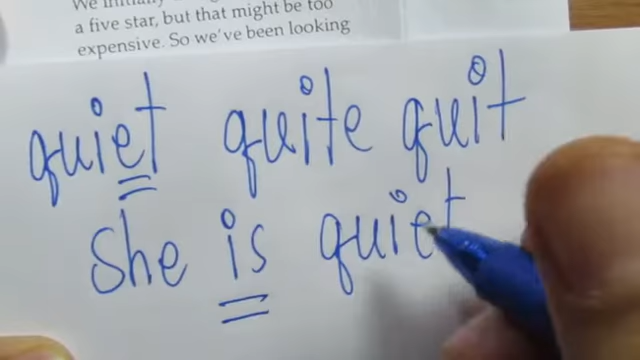 a five star, but that might be too
expensive. So we've been looking
quiet quite quit
She is quiet